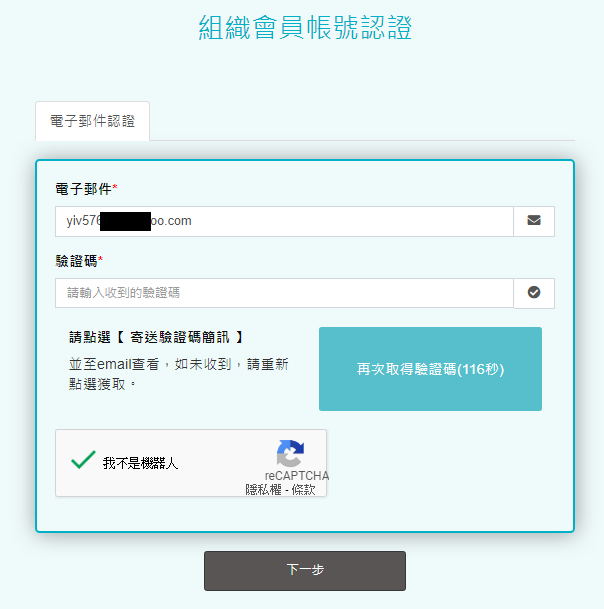 組織會員帳號認證
電子郵件認證
電子郵件*
yiv576 oo.com
驗證碼*
請輸入收到的驗證碼
請點選【 寄送驗證碼簡訊 】
並至email查看，如未收到，請重新
點選獲取。
再次取得驗證碼(116秒)
我不是機器人
reCAPTCHA
隱私權 - 條款
下一步